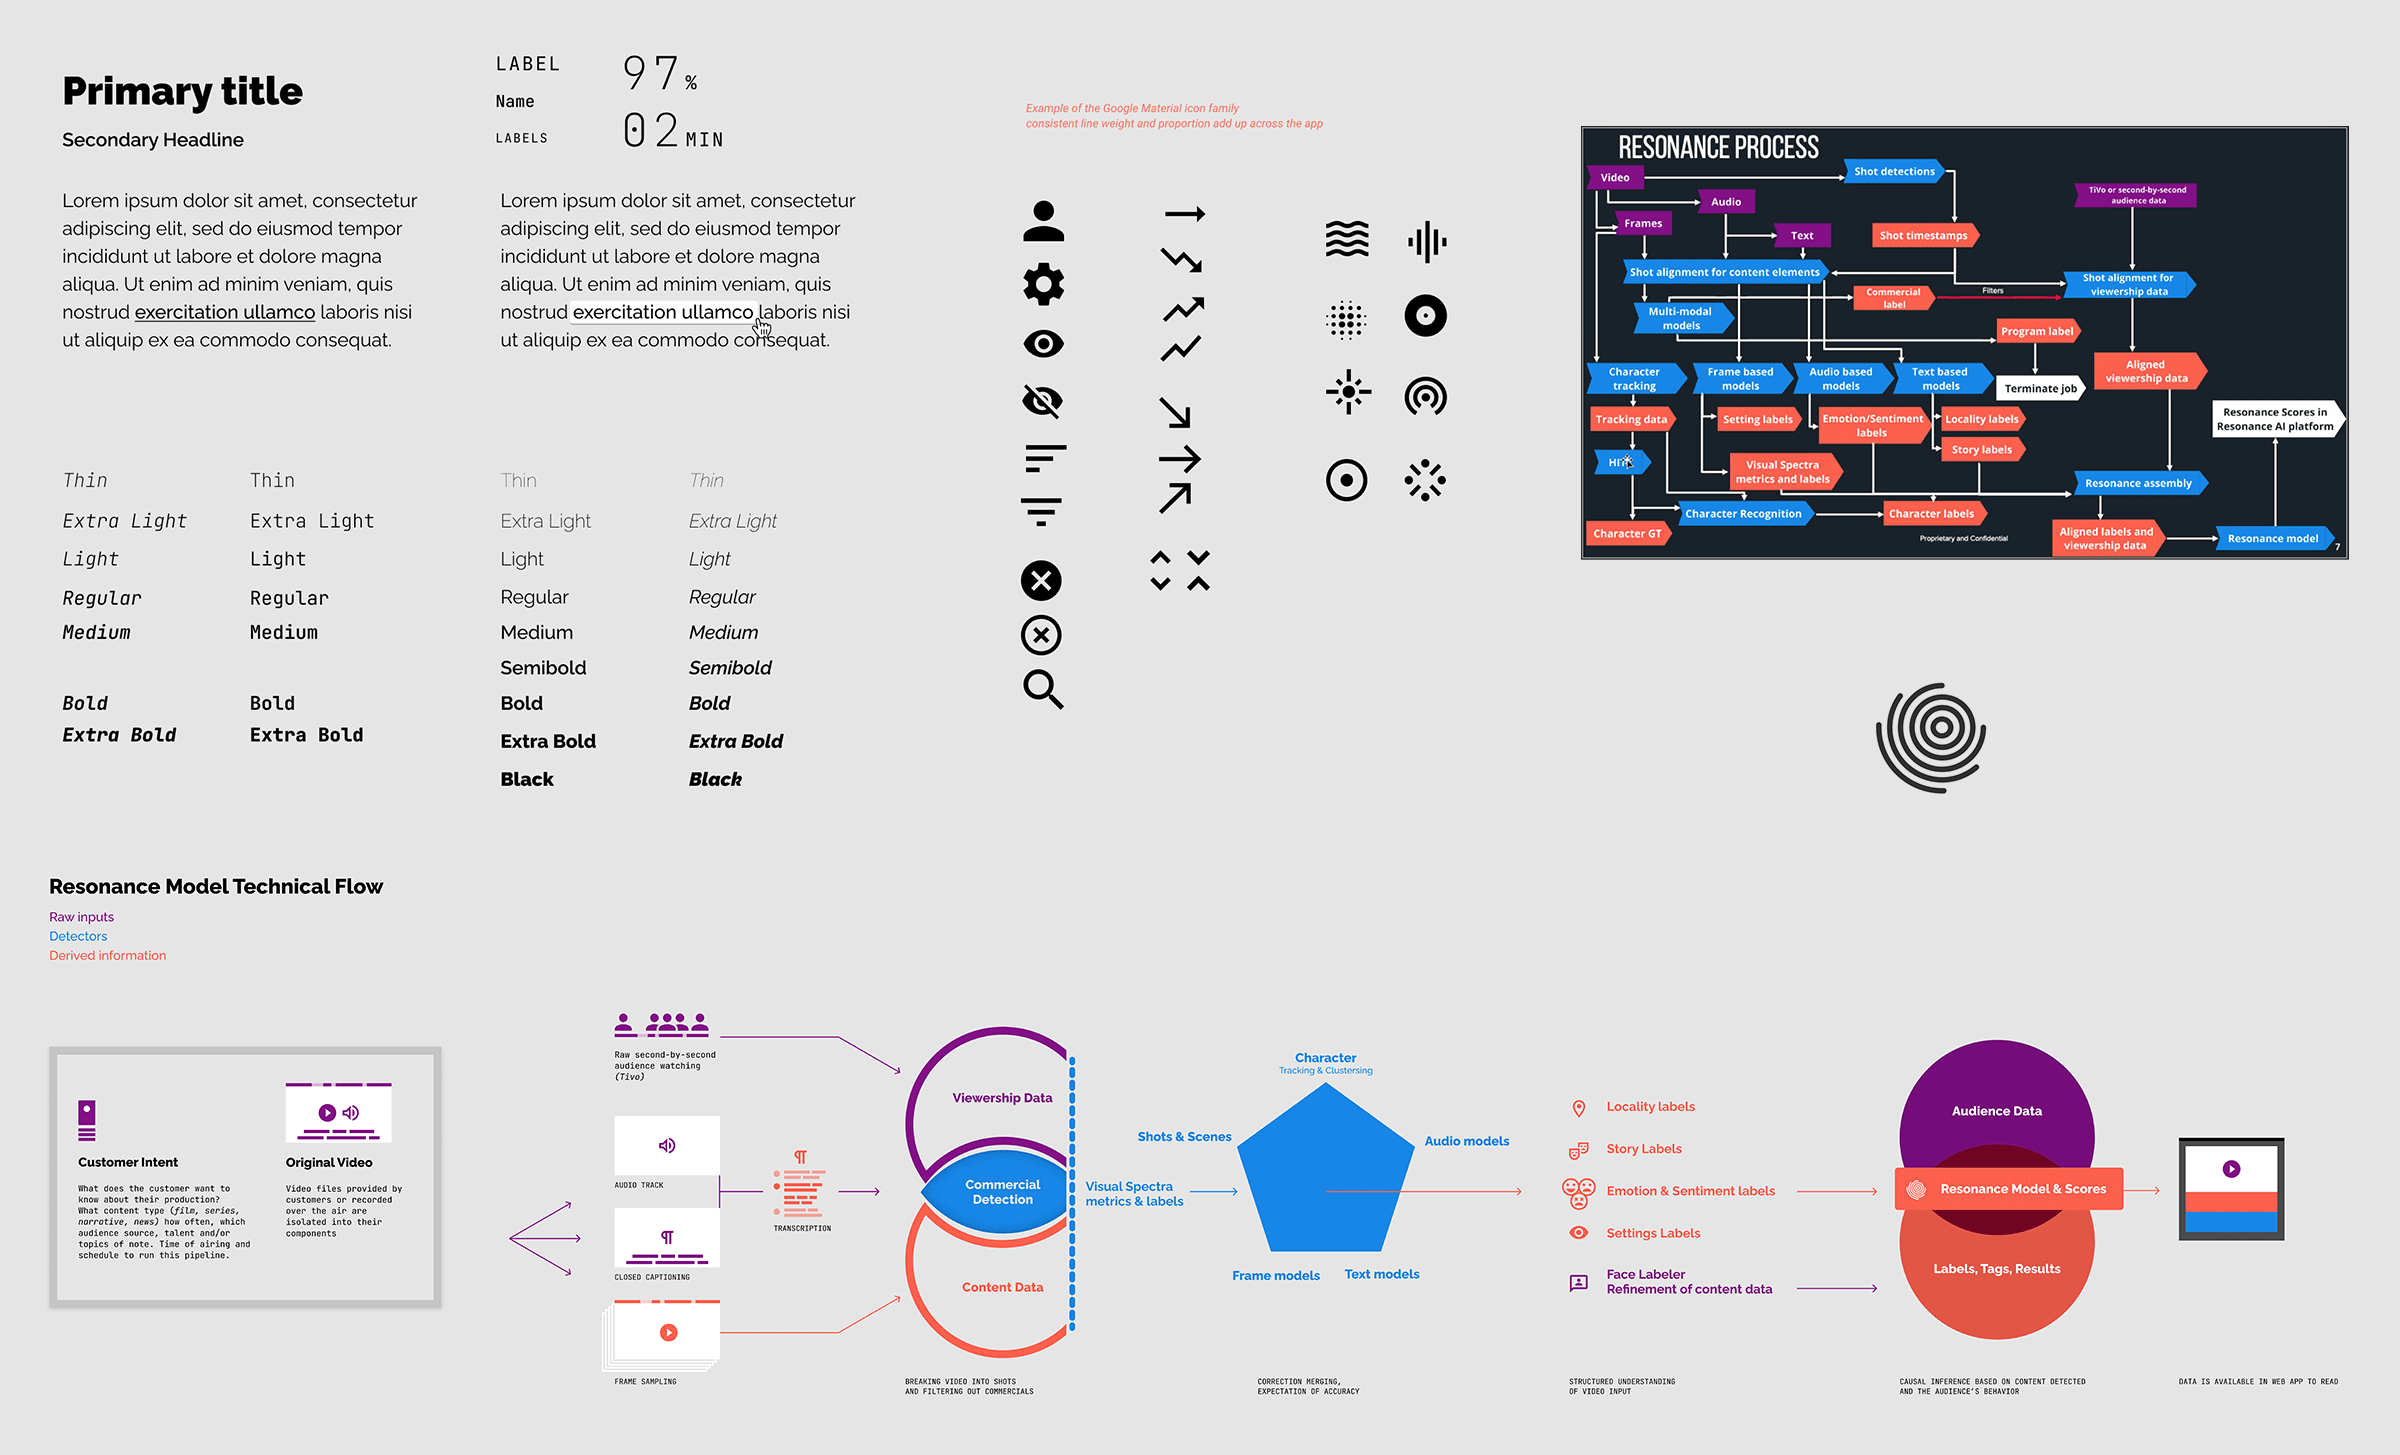 Primary title
Secondary Headline
Lorem ipsum dolor sit amet, consectetur
adipiscing elit, sed do eiusmod tempor
incididunt ut labore et dolore magna
aliqua. Ut enim ad minim veniam, quis
nostrud exercitation ullamco laboris nisi
ut aliquip ex ea commodo consequat.
LABEL
97%
Name
LABELS
02 MIN
Lorem ipsum dolor sit amet, consectetur
adipiscing elit, sed do eiusmod tempor
incididunt ut labore et dolore magna
aliqua. Ut enim ad minim veniam, quis
nostrud exercitation ullamco laboris nisi
ut aliquip ex ea commodo consequat.
Thin
Extra Light
Light
Regular
Medium
Bold
Extra Bold
Thin
Extra Light
Light
Regular
Medium
Bold
Extra Bold
Thin
Extra Light
Light
Regular
Medium
Semibold
Bold
Extra Bold
Black
Thin
Extra Light
Light
Regular
Medium
Semibold
Bold
Extra Bold
Black
Example of the Google Material icon family
consistent line weight and proportion add up across the app
RESONANCE PROCESS
Video
Shot detections
TiVo or second-by-second
audience data
Audio
Frames
Text
Shot timestamps
Shot alignment for content elements
Shot alignment for
viewership data
Commercial
label
Filters
Multi-modal
models
Program label
Character
tracking
Frame based
models
Audio based
models
Text based
models
Terminate job
Aligned
viewership data
Tracking data
Setting labels
Emotion/Sentiment
labels
Locality labels
Resonance Scores in
Resonance AI platform
Story labels
Visual Spectra
metrics and labels
Resonance assembly
Character Recognition
Character labels
Character GT
Proprietary and Confidential
Aligned labels and
viewership data
Resonance model
7
Resonance Model Technical Flow
Raw inputs
Detectors
Derived information
Customer Intent
What does the customer want to
know about their production?
What content type (film, series,
narrative, news) how often, which
audience source, talent and/or
topics of note. Time of airing and
schedule to run this pipeline.
Original Video
Video files provided by
customers or recorded
over the air are
isolated into their
components
Raw second-by-second
audience watching
(Tivo)
AUDIO TRACK
¶
TRANSCRIPTION
¶
CLOSED CAPTIONING
FRAME SAMPLING
Viewership Data
Commercial
Detection
Content Data
BREAKING VIDEO INTO SHOTS
AND FILTERING OUT COMMERCIALS
Visual Spectra
metrics & labels
Character
Tracking & Clustersing
Shots & Scenes
Audio models
Frame models
Text models
CORRECTION MERGING,
EXPECTATION OF ACCURACY
Locality labels
Story Labels
Emotion & Sentiment labels
Settings Labels
Face Labeler
Refinement of content data
STRUCTURED UNDERSTANDING
OF VIDEO INPUT
Audience Data
Resonance Model & Scores
Labels, Tags, Results
CAUSAL INFERENCE BASED ON CONTENT DETECTED
AND THE AUDIENCE'S BEHAVIOR
DATA IS AVAILABLE IN WEB APP TO READ